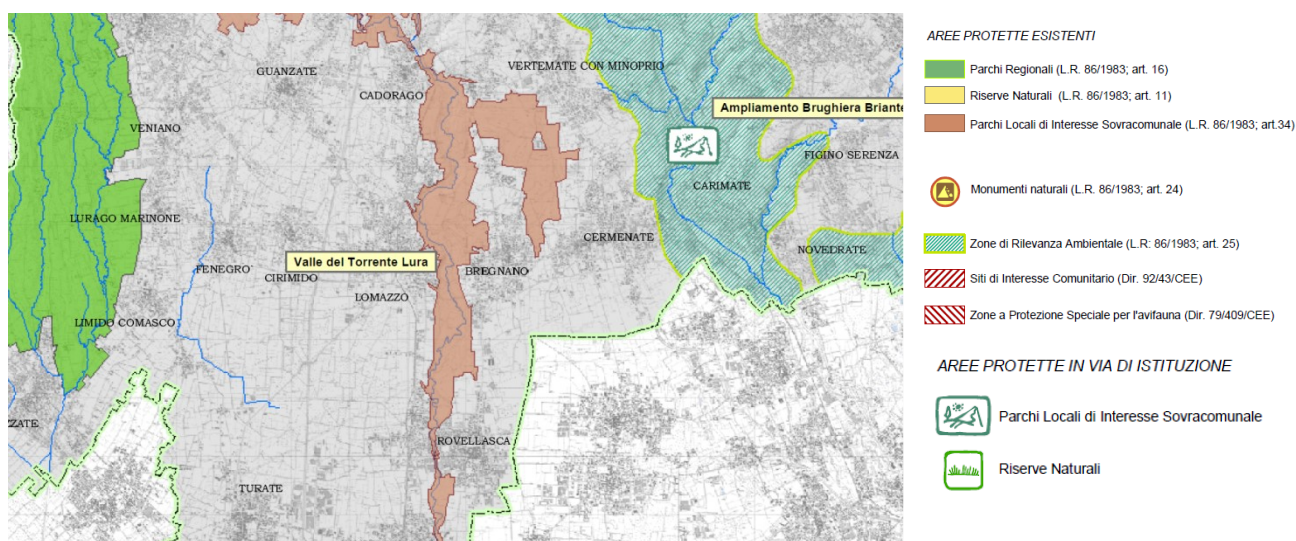 GUANZATE
VERTEMATE CON MINOPRIO
CADORAGO
Ampliamento Brughiera Briante
VENIANO
FIGINO SERENZA
CARIMATE
LURAGO MARINONE
CERMENATE
NOVEDRATE
Valle del Torrente Lura
FENEGRO'
CIRIMIDO
BREGNANO
LOMAZZO
LIMIDO COMASCO
ZZATE
ROVELLASCA
TURATE
AREE PROTETTE ESISTENTI
Parchi Regionali (L.R. 86/1983; art. 16)
Riserve Naturali (L.R. 86/1983; art. 11)
Parchi Locali di Interesse Sovracomunale (L.R. 86/1983; art.34)
Monumenti naturali (L.R. 86/1983; art. 24)
Zone di Rilevanza Ambientale (L.R: 86/1983; art. 25)
Siti di Interesse Comunitario (Dir. 92/43/CEE)
Zone a Protezione Speciale per l'avifauna (Dir. 79/409/CEE)
AREE PROTETTE IN VIA DI ISTITUZIONE
Parchi Locali di Interesse Sovracomunale
Riserve Naturali